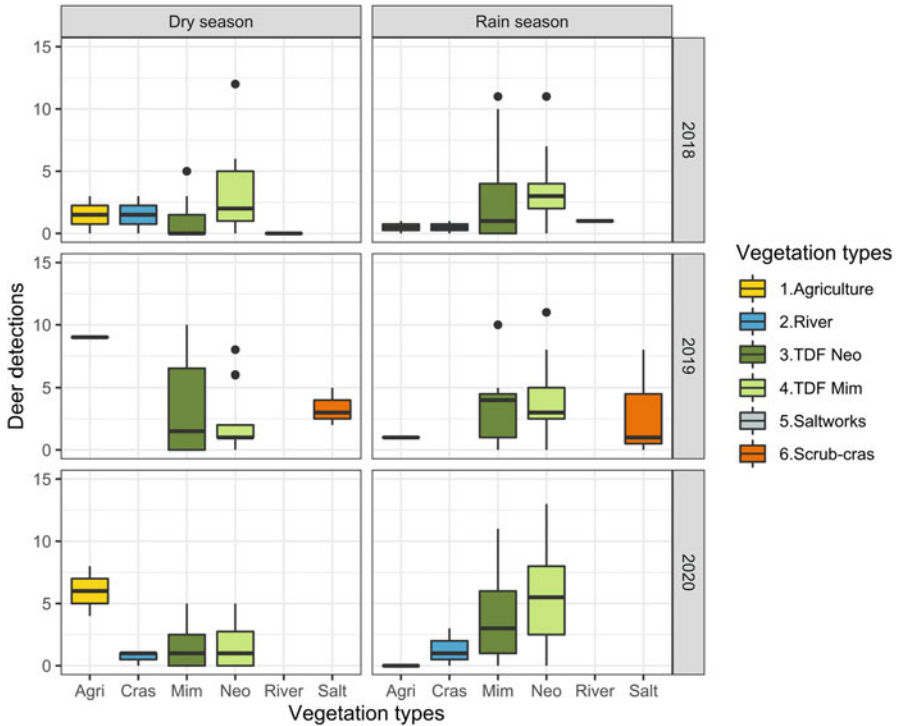 Dry season
Rain season
15
10
5
0
2018
15
10
5
0
2019
15
10
5
0
2020
Agri Cras Mim Neo River Salt
Agri Cras Mim Neo River Salt
Vegetation types
Deer detections
Vegetation types
1.Agriculture
2.River
3.TDF Neo
4.TDF Mim
5.Saltworks
6.Scrub-cras